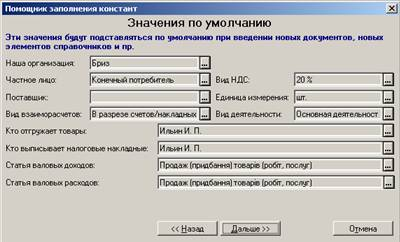 Помощник заполнения констант
Значения по умолчанию
Эти значения будут подставляться по умолчанию при введении новых документов, новых
элементов справочников и пр.
Наша организация: Бриз ...
Частное лицо: Конечный потребитель ... Вид НДС: 20 % ...
Поставщик: ... Единица измерения: шт. ...
Вид взаиморасчетов: В разрезе счетов/накладных ... Вид деятельности: Основная деятельност ...
Кто отгружает товары: Ильин И. П. ...
Кто выписывает налоговые накладные: Ильин И. П. ...
Статья валовых доходов: Продаж (придбання) товарів (робіт, послуг) ...
Статья валовых расходов: Продаж (придбання) товарів (робіт, послуг) ...
<< Назад Дальше >> Отмена